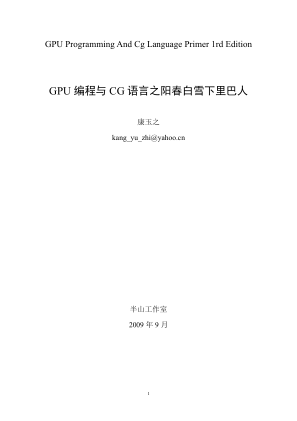 GPU Programming And Cg Language Primer 1rd Edition
GPU 编程与 CG 语言之阳春白雪下里巴人
康玉之
kang_yu_zhi@yahoo.cn
半山工作室
2009 年 9 月
1